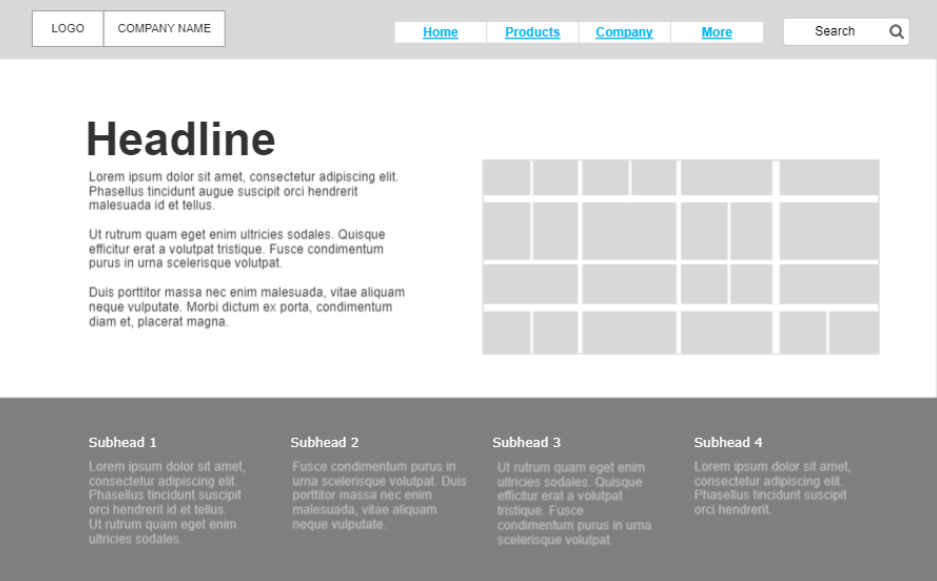 LOGO COMPANY NAME Home Products Company More Search
Headline
Lorem ipsum dolor sit amet, consectetur adipiscing elit.
Phasellus tincidunt augue suscipit orci hendrerit
malesuada id et tellus.
Ut rutrum quam eget enim ultricies sodales. Quisque
efficitur erat a volutpat tristique. Fusce condimentum
purus in urna scelerisque volutpat.
Duis porttitor massa nec enim malesuada, vitae aliquam
neque vulputate. Morbi dictum ex porta, condimentum
diam et, placerat magna.
Subhead 1
Lorem ipsum dolor sit amet,
consectetur adipiscing elit.
Phasellus tincidunt suscipit
orci hendrerit id et tellus.
Ut rutrum quam eget enim
ultricies sodales.
Subhead 2
Fusce condimentum purus in
urna scelerisque volutpat. Duis
porttitor massa nec enim
malesuada, vitae aliquam
neque vulputate.
Subhead 3
Ut rutrum quam eget enim
ultricies sodales. Quisque
efficitur erat a volutpat
tristique. Fusce
condimentum purus in urna
scelerisque volutpat.
Subhead 4
Lorem ipsum dolor sit amet,
consectetur adipiscing elit.
Phasellus tincidunt suscipit
orci hendrerit.